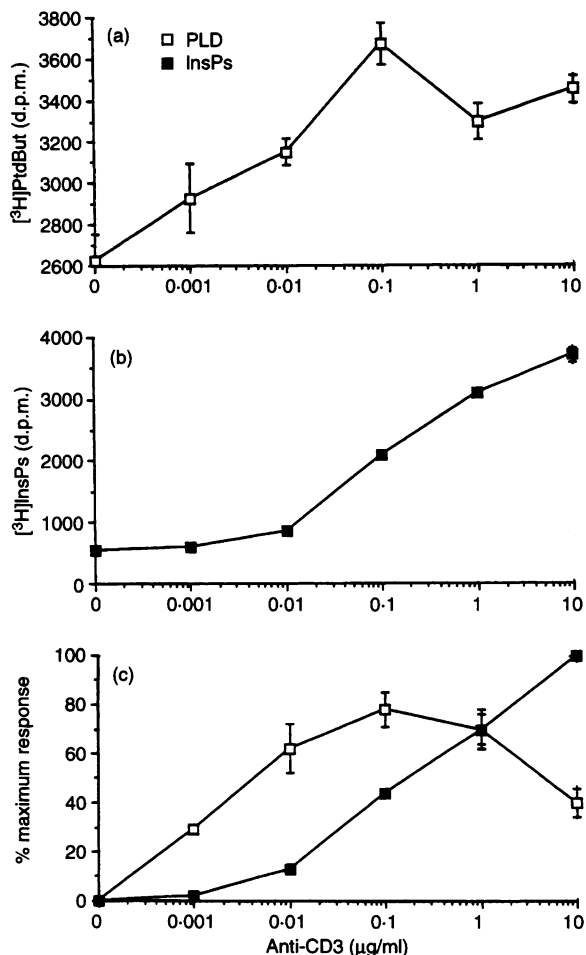 (a)
PLD
InsPs
[³H]PtdBut (d.p.m.)
3800
3600
3400
3200
3000
2800
2600
0 0·001 0·01 0·1 1 10
(b)
[³H]InsPs (d.p.m.)
4000
3000
2000
1000
0
0 0·001 0·01 0·1 1 10
(c)
% maximum response
100
80
60
40
20
0
0 0·001 0·01 0·1 1 10
Anti-CD3 (µg/ml)